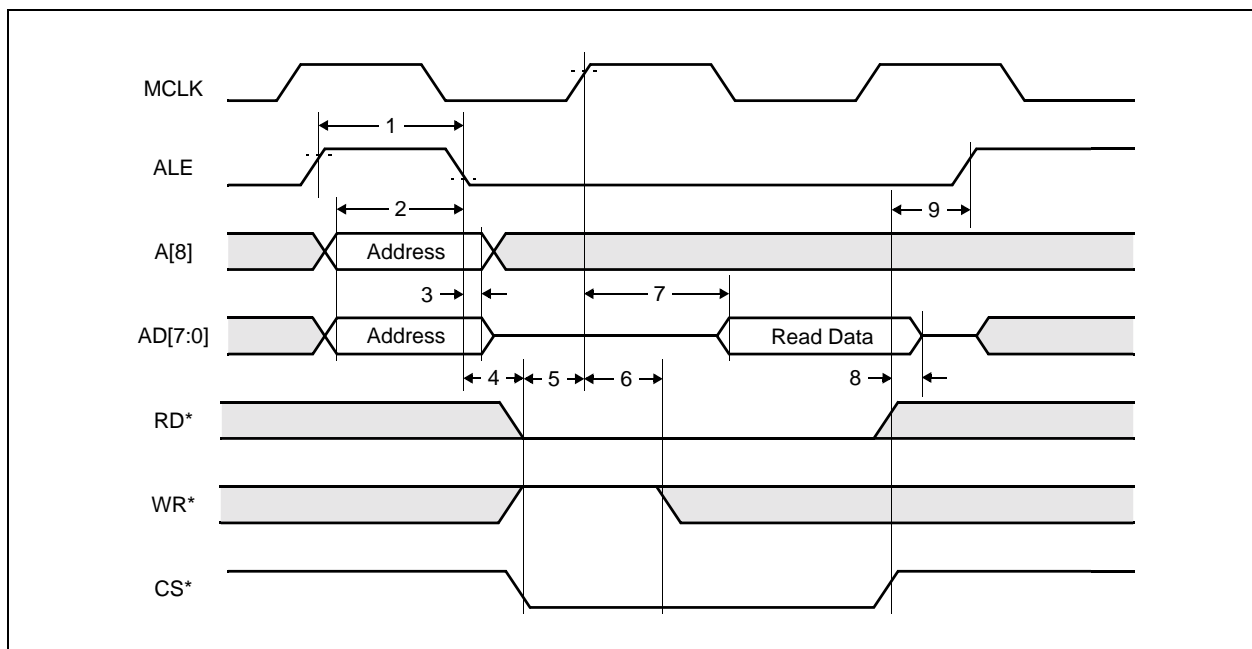 MCLK
1
ALE
2
9
A[8]
Address
3
7
AD[7:0]
Address
Read Data
4
5
6
8
RD*
WR*
CS*